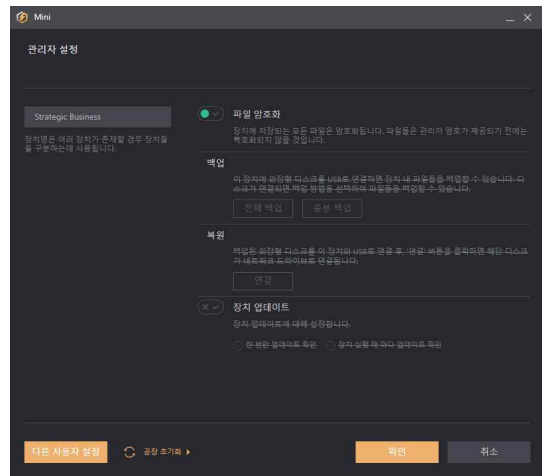 Mini
관리자 설정
Strategic Business
장치명은 여러 장치가 존재할 경우 장치들
을 구분하는데 사용됩니다.
파일 암호화
장치에 저장되는 모든 파일은 암호화됩니다. 파일들은 관리자 암호가 제공되기 전에는
복호화되지 않을 것입니다.
백업
이 장치에 외장형 디스크를 USB로 연결하면 장치 내 파일들을 백업할 수 있습니다. 디
스크가 연결되면 백업 방법을 선택하여 파일들을 백업할 수 있습니다.
전체 백업 증분 백업
복원
백업된 외장형 디스크를 이 장치와 USB로 연결 후, '연결' 버튼을 클릭하면 해당 디스크
가 네트워크 드라이브로 연결됩니다.
연결
장치 업데이트
장치 업데이트에 대해 설정합니다.
한 번만 업데이트 확인 장치 실행 때 마다 업데이트 확인
다른 사용자 설정 공장 초기화 확인 취소